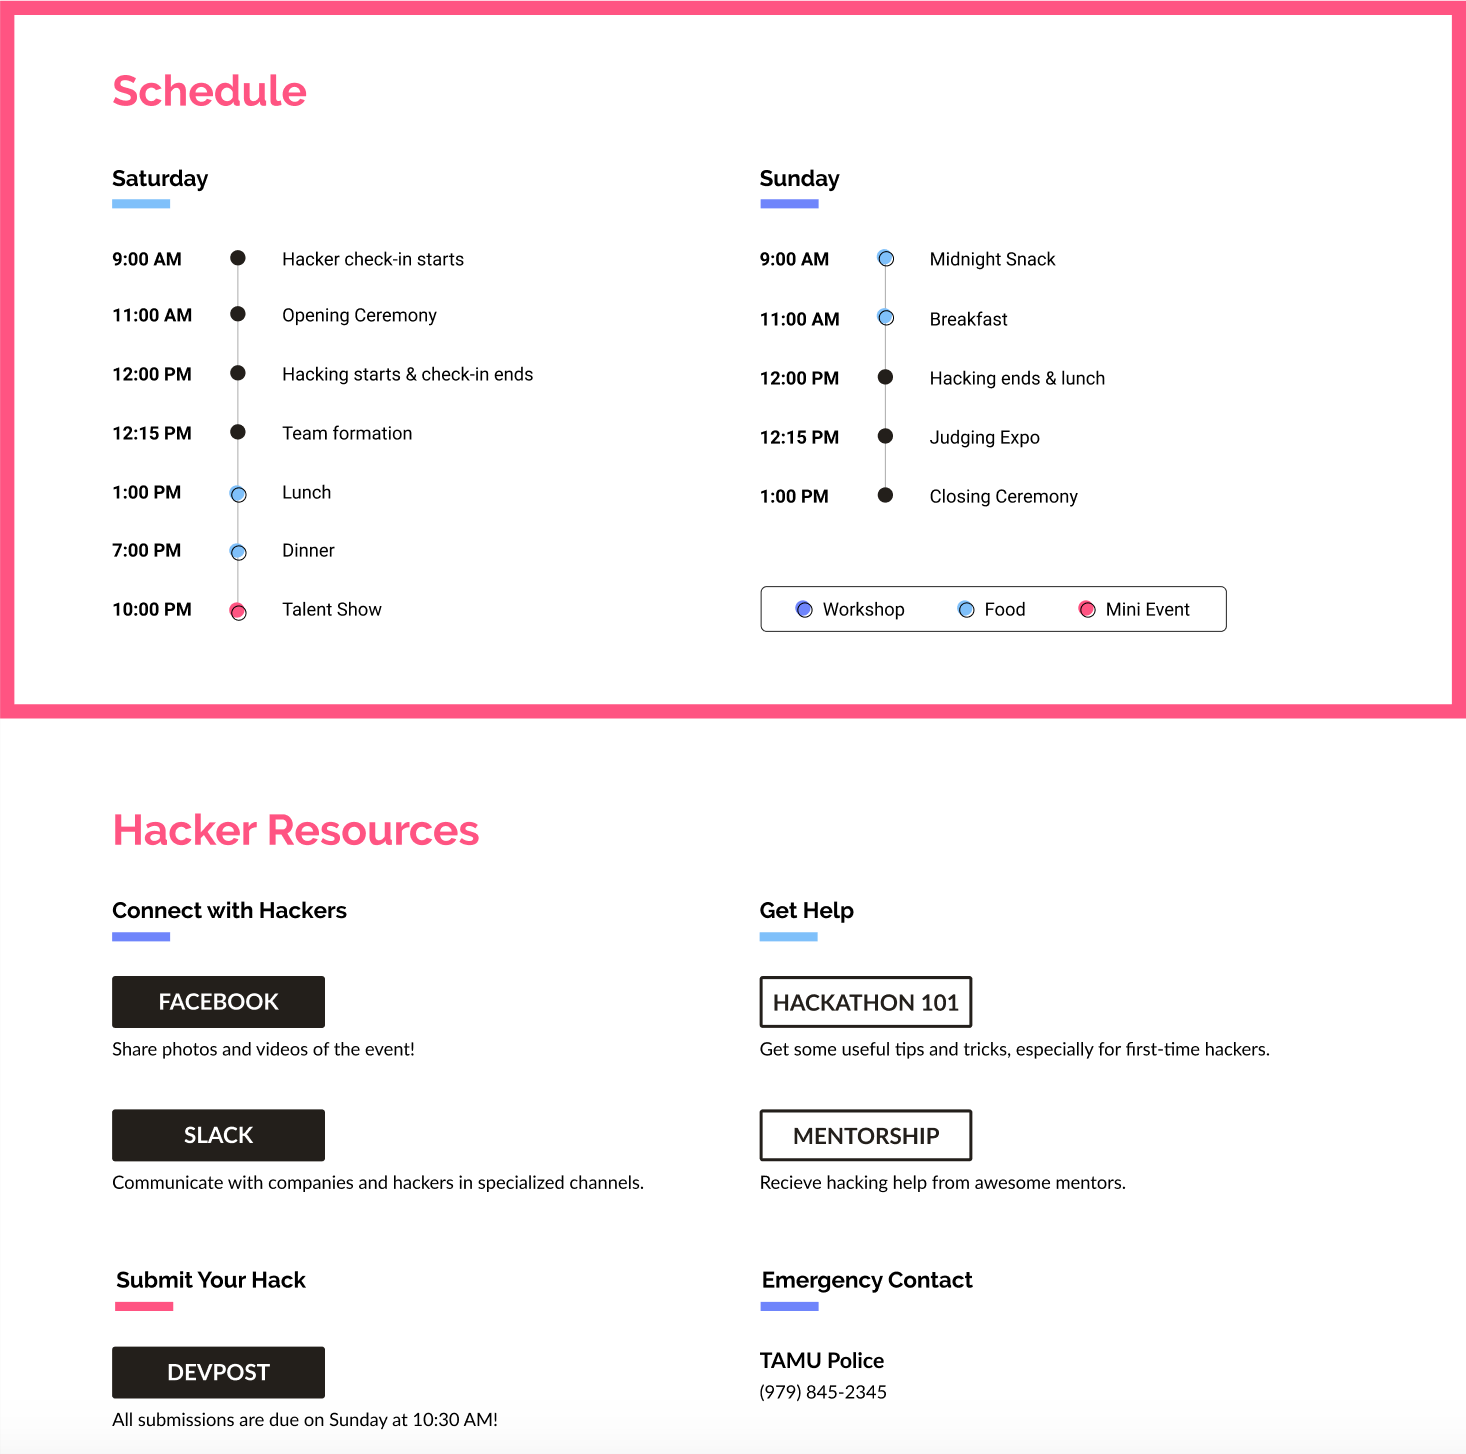 Schedule
Saturday
9:00 AM Hacker check-in starts
11:00 AM Opening Ceremony
12:00 PM Hacking starts & check-in ends
12:15 PM Team formation
1:00 PM Lunch
7:00 PM Dinner
10:00 PM Talent Show
Sunday
9:00 AM Midnight Snack
11:00 AM Breakfast
12:00 PM Hacking ends & lunch
12:15 PM Judging Expo
1:00 PM Closing Ceremony
Workshop Food Mini Event
Hacker Resources
Connect with Hackers
FACEBOOK
Share photos and videos of the event!
SLACK
Communicate with companies and hackers in specialized channels.
Get Help
HACKATHON 101
Get some useful tips and tricks, especially for first-time hackers.
MENTORSHIP
Recieve hacking help from awesome mentors.
Submit Your Hack
DEVPOST
All submissions are due on Sunday at 10:30 AM!
Emergency Contact
TAMU Police
(979) 845-2345